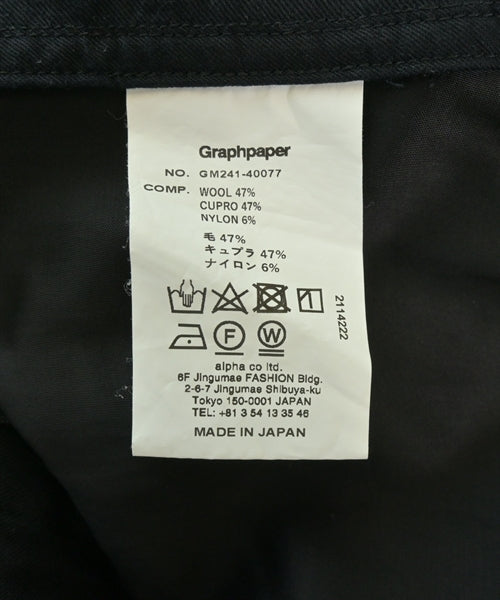 Graphpaper
NO. GM241-40077
COMP. WOOL 47%
CUPRO 47%
NYLON 6%
毛 47%
キュプラ 47%
ナイロン 6%
F W
2114222
alpha co ltd.
6F Jingumae FASHION Bldg.
2-6-7 Jingumae Shibuya-ku
Tokyo 150-0001 JAPAN
TEL: +81 3 54 13 35 46
MADE IN JAPAN